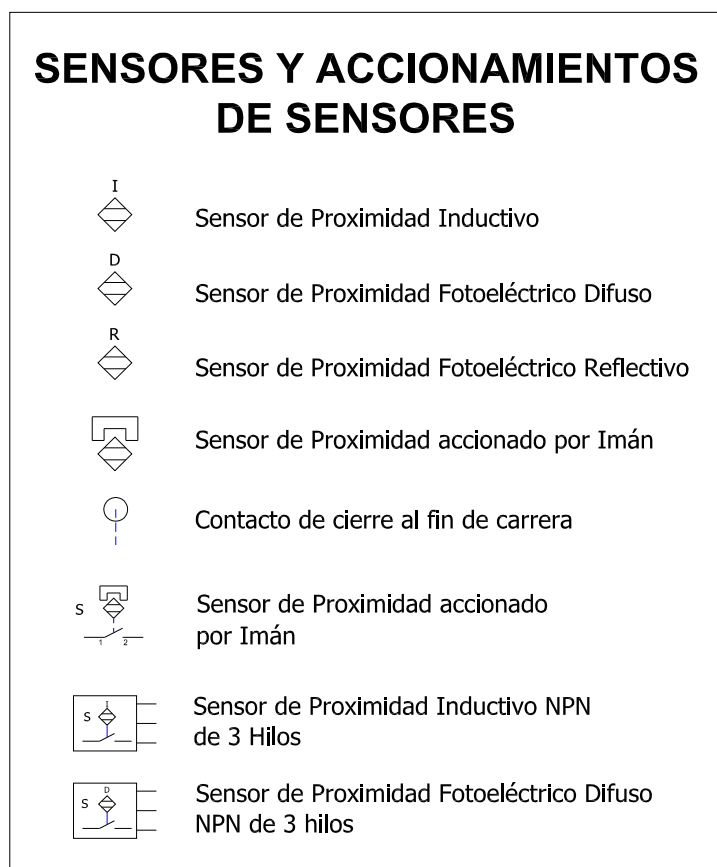 SENSORES Y ACCIONAMIENTOS
DE SENSORES
I
Sensor de Proximidad Inductivo
D
Sensor de Proximidad Fotoeléctrico Difuso
R
Sensor de Proximidad Fotoeléctrico Reflectivo
Sensor de Proximidad accionado por Imán
Contacto de cierre al fin de carrera
S
1 2
Sensor de Proximidad accionado
por Imán
I
S
Sensor de Proximidad Inductivo NPN
de 3 Hilos
D
S
Sensor de Proximidad Fotoeléctrico Difuso
NPN de 3 hilos